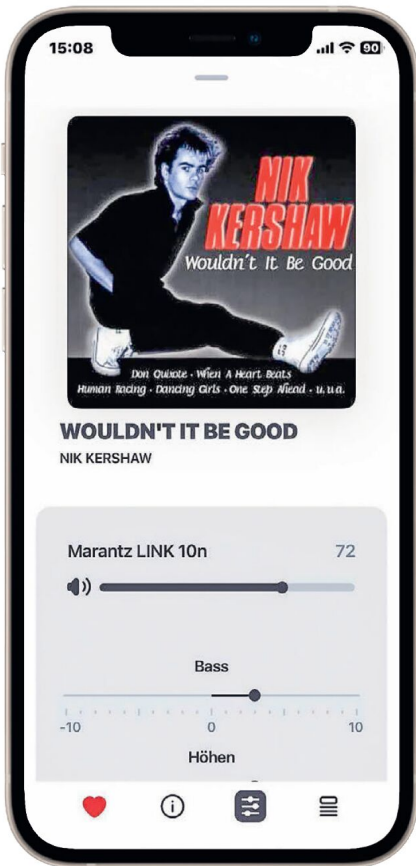 15:08
90
NIK
KERSHAW
Wouldn´t It Be Good
Don Quixote - When A Heart Beats
Human Racing - Dancing Girls - One Step Ahead - u.v.a.
WOULDN'T IT BE GOOD
NIK KERSHAW
Marantz LINK 10n 72
Bass
-10 0 10
Höhen